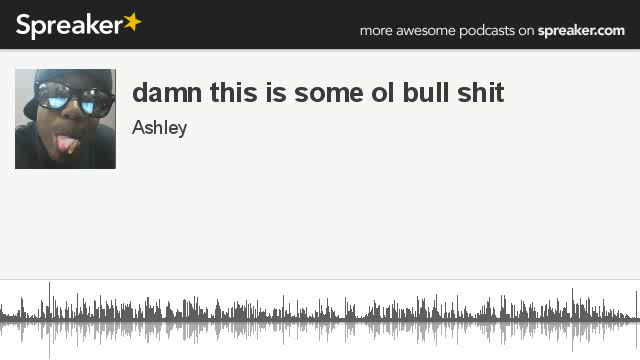 Spreaker
more awesome podcasts on spreaker.com
damn this is some ol bull shit
Ashley